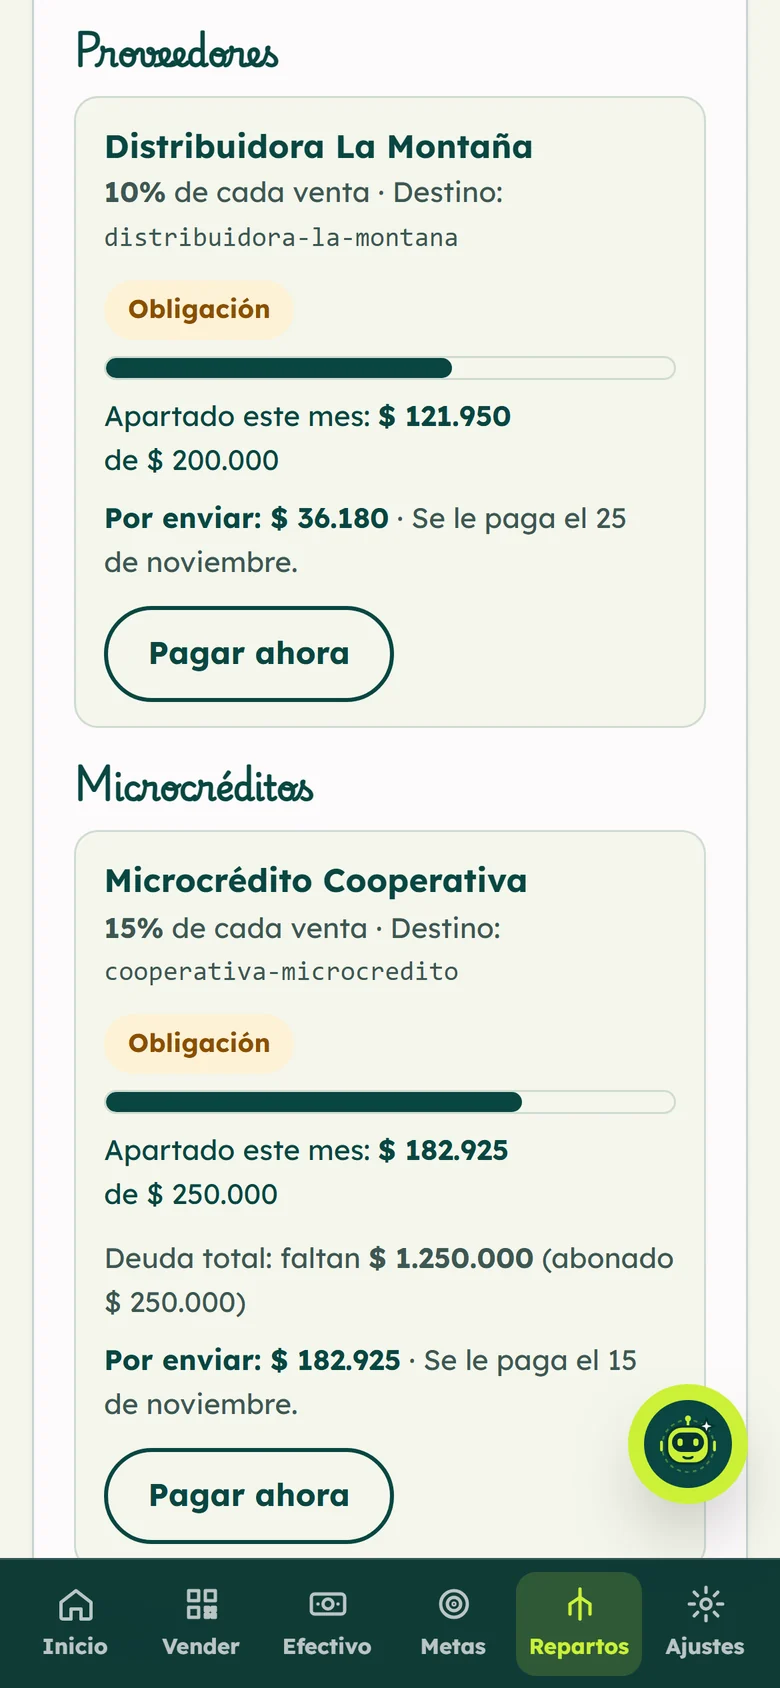 Proveedores
Distribuidora La Montaña
10% de cada venta · Destino:
distribuidora-la-montana
Obligación
Apartado este mes: $ 121.950
de $ 200.000
Por enviar: $ 36.180 · Se le paga el 25
de noviembre.
Pagar ahora
Microcréditos
Microcrédito Cooperativa
15% de cada venta · Destino:
cooperativa-microcredito
Obligación
Apartado este mes: $ 182.925
de $ 250.000
Deuda total: faltan $ 1.250.000 (abonado
$ 250.000)
Por enviar: $ 182.925 · Se le paga el 15
de noviembre.
Pagar ahora
Inicio Vender Efectivo Metas Repartos Ajustes